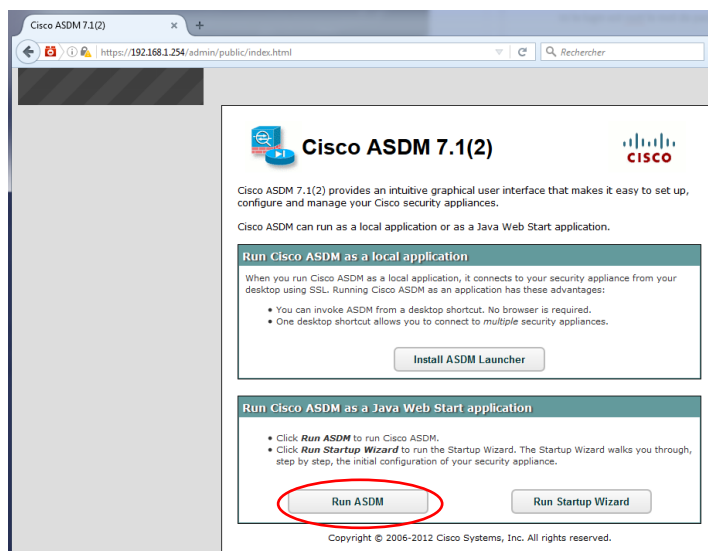 Cisco ASDM 7.1(2)
https://192.168.1.254/admin/public/index.html
Rechercher
Cisco ASDM 7.1(2)
CISCO
Cisco ASDM 7.1(2) provides an intuitive graphical user interface that makes it easy to set up,
configure and manage your Cisco security appliances.
Cisco ASDM can run as a local application or as a Java Web Start application.
Run Cisco ASDM as a local application
When you run Cisco ASDM as a local application, it connects to your security appliance from your
desktop using SSL. Running Cisco ASDM as an application has these advantages:
• You can invoke ASDM from a desktop shortcut. No browser is required.
• One desktop shortcut allows you to connect to multiple security appliances.
Install ASDM Launcher
Run Cisco ASDM as a Java Web Start application
• Click Run ASDM to run Cisco ASDM.
• Click Run Startup Wizard to run the Startup Wizard. The Startup Wizard walks you through,
step by step, the initial configuration of your security appliance.
Run ASDM
Run Startup Wizard
Copyright © 2006-2012 Cisco Systems, Inc. All rights reserved.